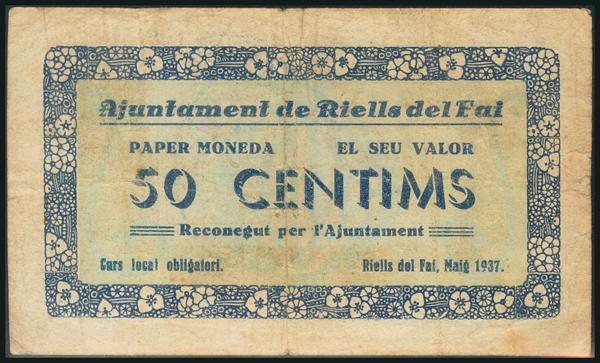 Ajuntament de Riells del Fai
PAPER MONEDA EL SEU VALOR
50 CENTIMS
Reconegut per l'Ajuntament
Curs local obligatori. Riells del Fai, Maig 1937.